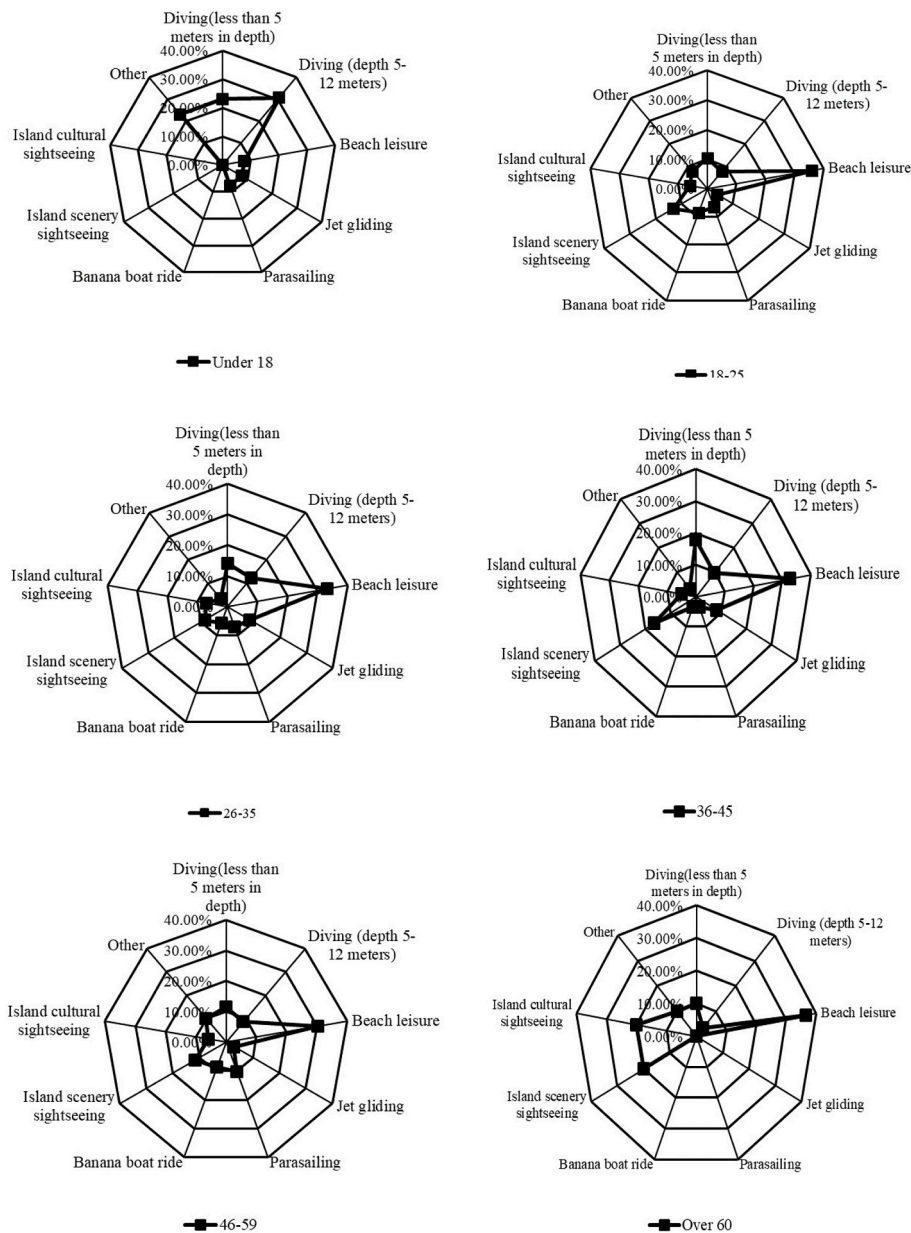 Diving(less than 5
meters in depth)
40.00%
30.00%
20.00%
10.00%
0.00%
Diving (depth 5-
12 meters)
Beach leisure
Jet gliding
Parasailing
Banana boat ride
Island scenery
sightseeing
Island cultural
sightseeing
Other
Under 18
Diving(less than
5 meters in depth)
40.00%
30.00%
20.00%
10.00%
0.00%
Diving (depth 5-
12 meters)
Beach leisure
Jet gliding
Parasailing
Banana boat ride
Island scenery
sightseeing
Island cultural
sightseeing
Other
18-25
Diving(less than
5 meters in
depth)
40.00%
30.00%
20.00%
10.00%
0.00%
Diving (depth 5-
12 meters)
Beach leisure
Jet gliding
Parasailing
Banana boat ride
Island scenery
sightseeing
Island cultural
sightseeing
Other
26-35
Diving(less than 5
meters in depth)
40.00%
30.00%
20.00%
10.00%
0.00%
Diving (depth 5-
12 meters)
Beach leisure
Jet gliding
Parasailing
Banana boat ride
Island scenery
sightseeing
Island cultural
sightseeing
Other
36-45
Diving(less than
5 meters in
depth)
40.00%
30.00%
20.00%
10.00%
0.00%
Diving (depth 5-
12 meters)
Beach leisure
Jet gliding
Parasailing
Banana boat ride
Island scenery
sightseeing
Island cultural
sightseeing
Other
46-59
Diving(less than 5
meters in depth)
40.00%
30.00%
20.00%
10.00%
0.00%
Diving (depth 5-12
meters)
Beach leisure
Jet gliding
Parasailing
Banana boat ride
Island scenery
sightseeing
Island cultural
sightseeing
Other
Over 60